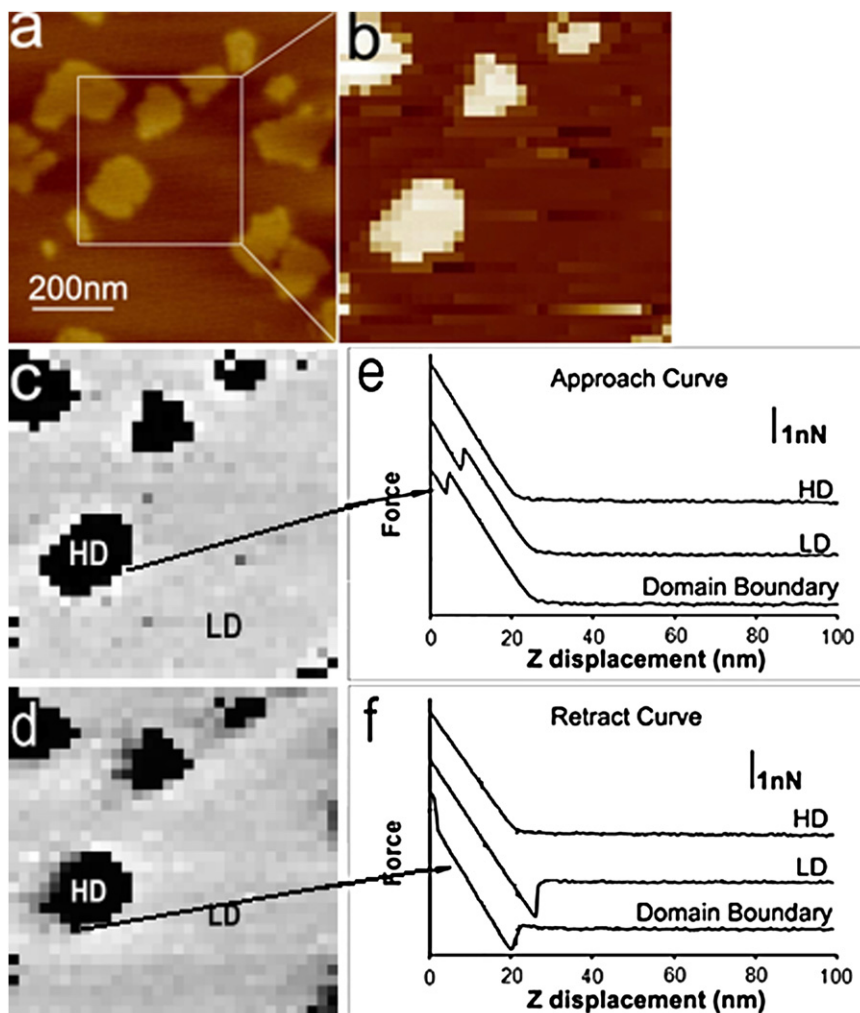 a
b
200nm
c
HD
LD
d
HD
LD
e
Approach Curve
1nN
HD
LD
Domain Boundary
Force
0 20 40 60 80 100
Z displacement (nm)
f
Retract Curve
1nN
HD
LD
Domain Boundary
Force
0 20 40 60 80 100
Z displacement (nm)